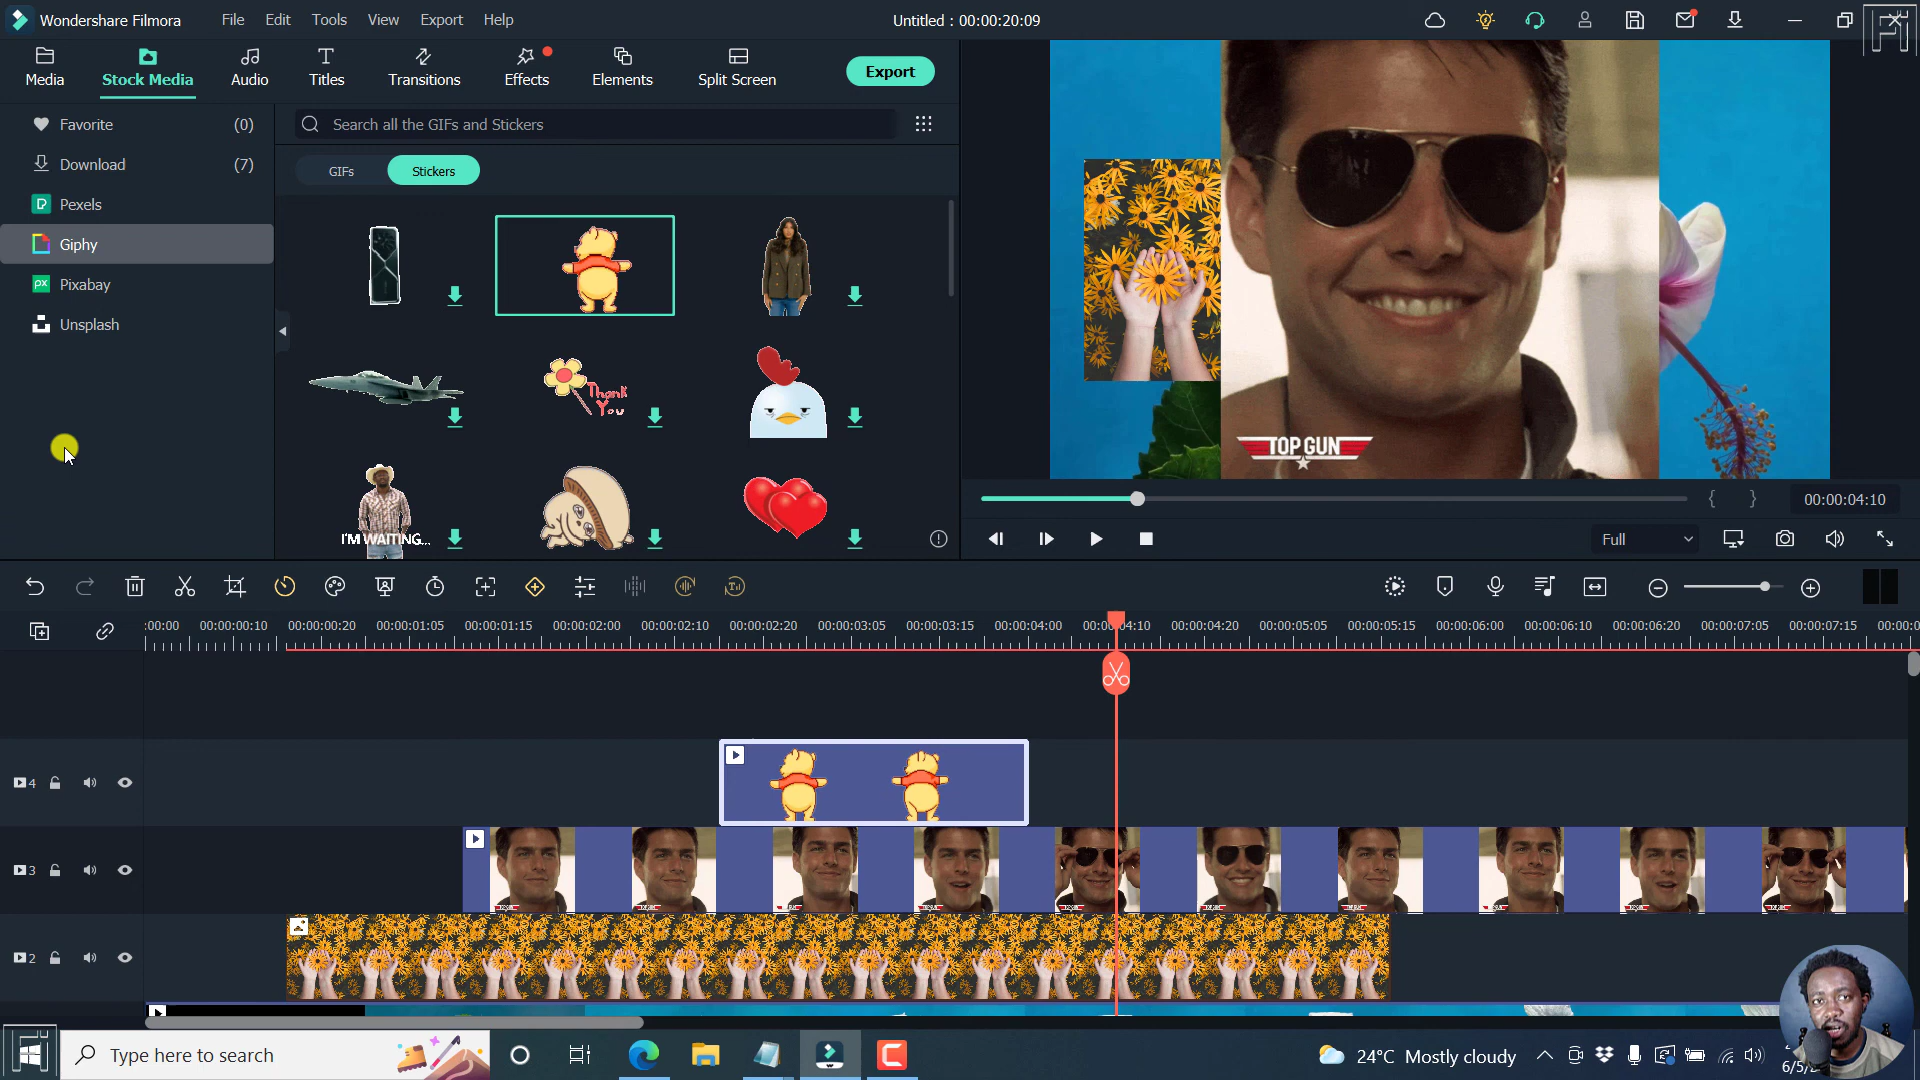 Wondershare Filmora
File Edit Tools View Export Help
Untitled : 00:00:20:09
Media
Stock Media
Audio
Titles
Transitions
Effects
Elements
Split Screen
Export
Favorite (0)
Download (7)
Pexels
Giphy
Pixabay
Unsplash
Search all the GIFs and Stickers
GIFs
Stickers
Thank
You
I'M WAITING...
TOP GUN
00:00:04:10
Full
:00:00 00:00:00:10 00:00:00:20 00:00:01:05 00:00:01:15 00:00:02:00 00:00:02:10 00:00:02:20 00:00:03:05 00:00:03:15 00:00:04:00 00:00:04:10 00:00:04:20 00:00:05:05 00:00:05:15 00:00:06:00 00:00:06:10 00:00:06:20 00:00:07:05 00:00:07:15 00:00:0
4
3
2
Type here to search
24°C Mostly cloudy